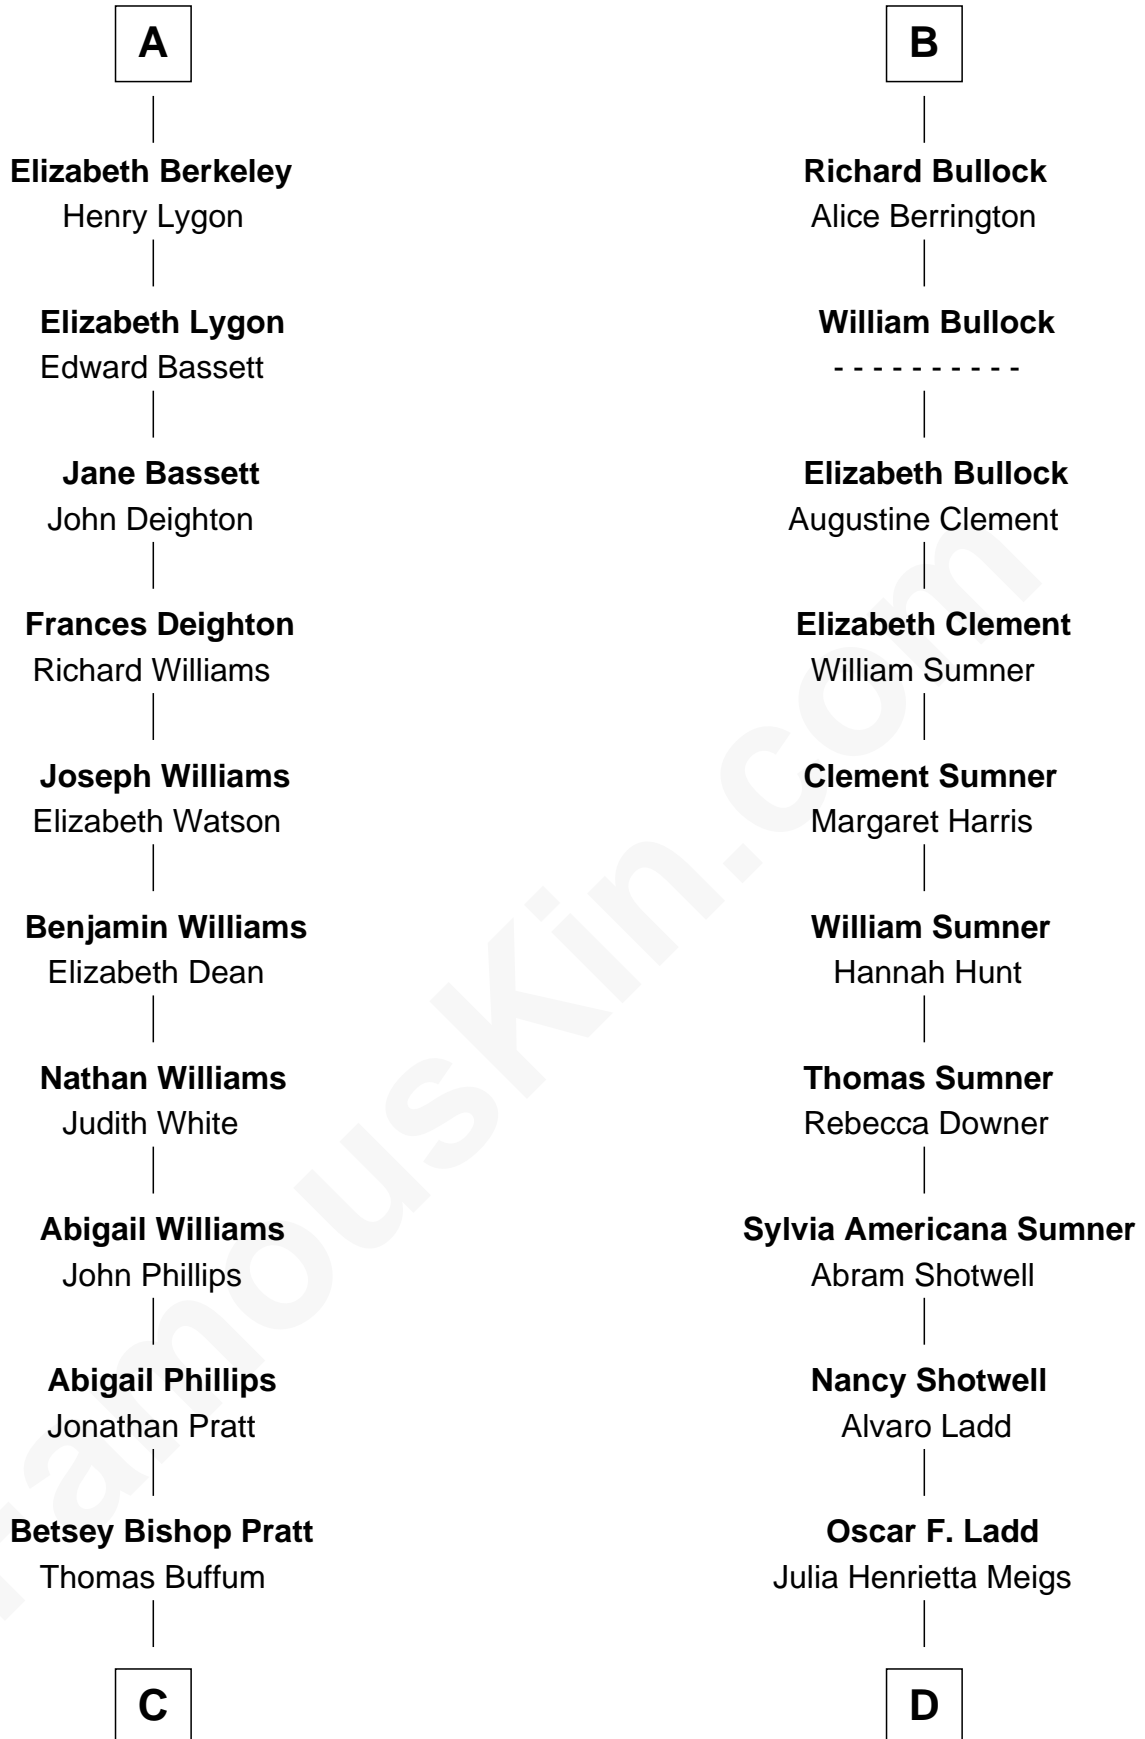 A
Elizabeth Berkeley
Henry Lygon
Elizabeth Lygon
Edward Bassett
Jane Bassett
John Deighton
Frances Deighton
Richard Williams
Joseph Williams
Elizabeth Watson
Benjamin Williams
Elizabeth Dean
Nathan Williams
Judith White
Abigail Williams
John Phillips
Abigail Phillips
Jonathan Pratt
Betsey Bishop Pratt
Thomas Buffum
C
B
Richard Bullock
Alice Berrington
William Bullock
- - - - - - - - - -
Elizabeth Bullock
Augustine Clement
Elizabeth Clement
William Sumner
Clement Sumner
Margaret Harris
William Sumner
Hannah Hunt
Thomas Sumner
Rebecca Downer
Sylvia Americana Sumner
Abram Shotwell
Nancy Shotwell
Alvaro Ladd
Oscar F. Ladd
Julia Henrietta Meigs
D
FamousKin.com